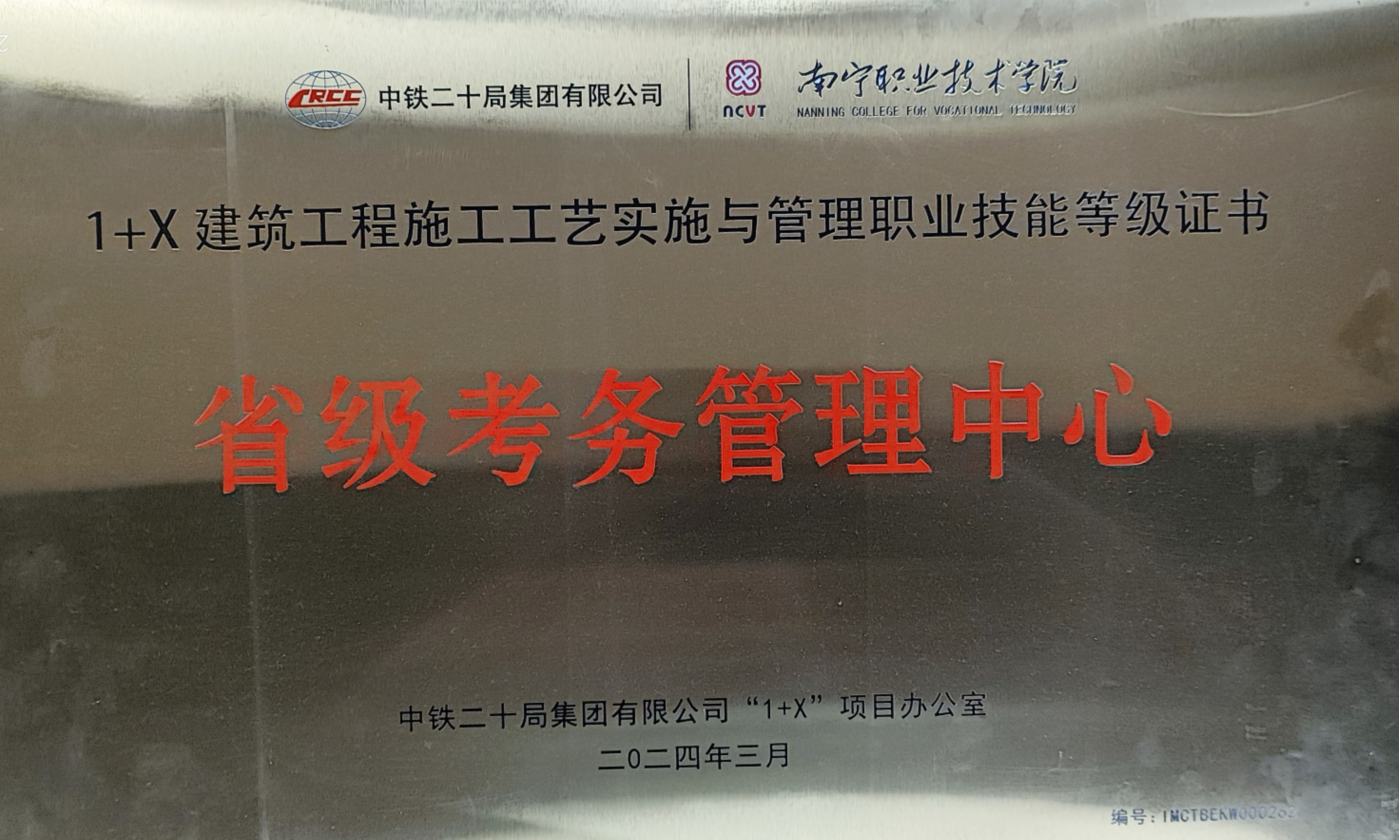 CRCC 中铁二十局集团有限公司 ncvt 南宁职业技术学院
NANNING COLLEGE FOR VOCATIONAL TECHNOLOGY
1+X 建筑工程施工工艺实施与管理职业技能等级证书
省级考务管理中心
中铁二十局集团有限公司“1+X”项目办公室
二0二四年三月
编号: